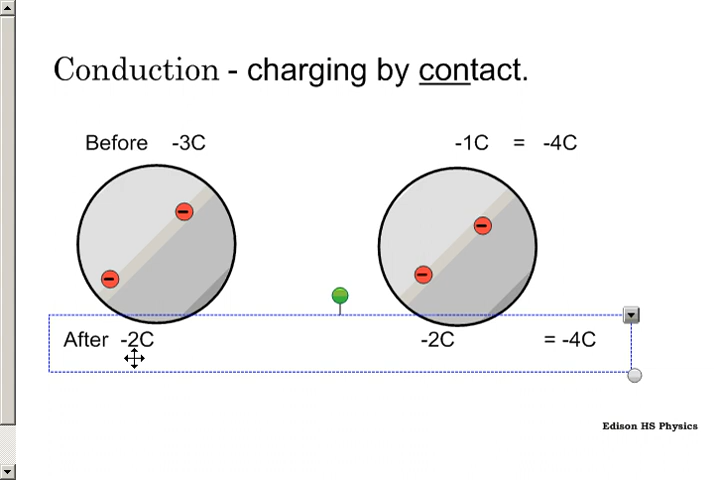 Conduction - charging by contact.
Before -3C -1C = -4C
After -2C -2C = -4C
Edison HS Physics